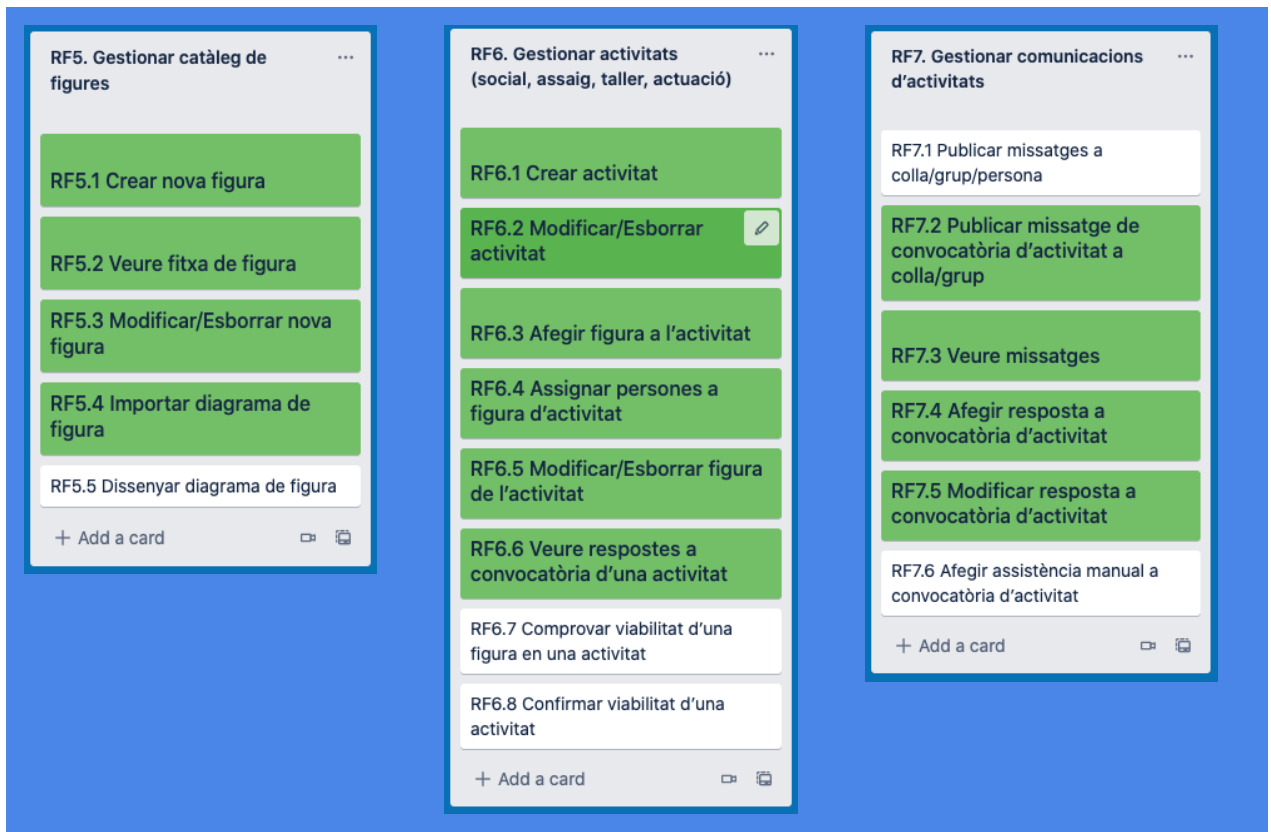 RF5. Gestionar catàleg de
figures
RF5.1 Crear nova figura
RF5.2 Veure fitxa de figura
RF5.3 Modificar/Esborrar nova
figura
RF5.4 Importar diagrama de
figura
RF5.5 Dissenyar diagrama de figura
+ Add a card
RF6. Gestionar activitats
(social, assaig, taller, actuació)
RF6.1 Crear activitat
RF6.2 Modificar/Esborrar
activitat
RF6.3 Afegir figura a l’activitat
RF6.4 Assignar persones a
figura d’activitat
RF6.5 Modificar/Esborrar figura
de l’activitat
RF6.6 Veure respostes a
convocatòria d’una activitat
RF6.7 Comprovar viabilitat d’una
figura en una activitat
RF6.8 Confirmar viabilitat d’una
activitat
+ Add a card
RF7. Gestionar comunicacions
d’activitats
RF7.1 Publicar missatges a
colla/grup/persona
RF7.2 Publicar missatge de
convocatòria d’activitat a
colla/grup
RF7.3 Veure missatges
RF7.4 Afegir resposta a
convocatòria d’activitat
RF7.5 Modificar resposta a
convocatòria d’activitat
RF7.6 Afegir assistència manual a
convocatòria d’activitat
+ Add a card